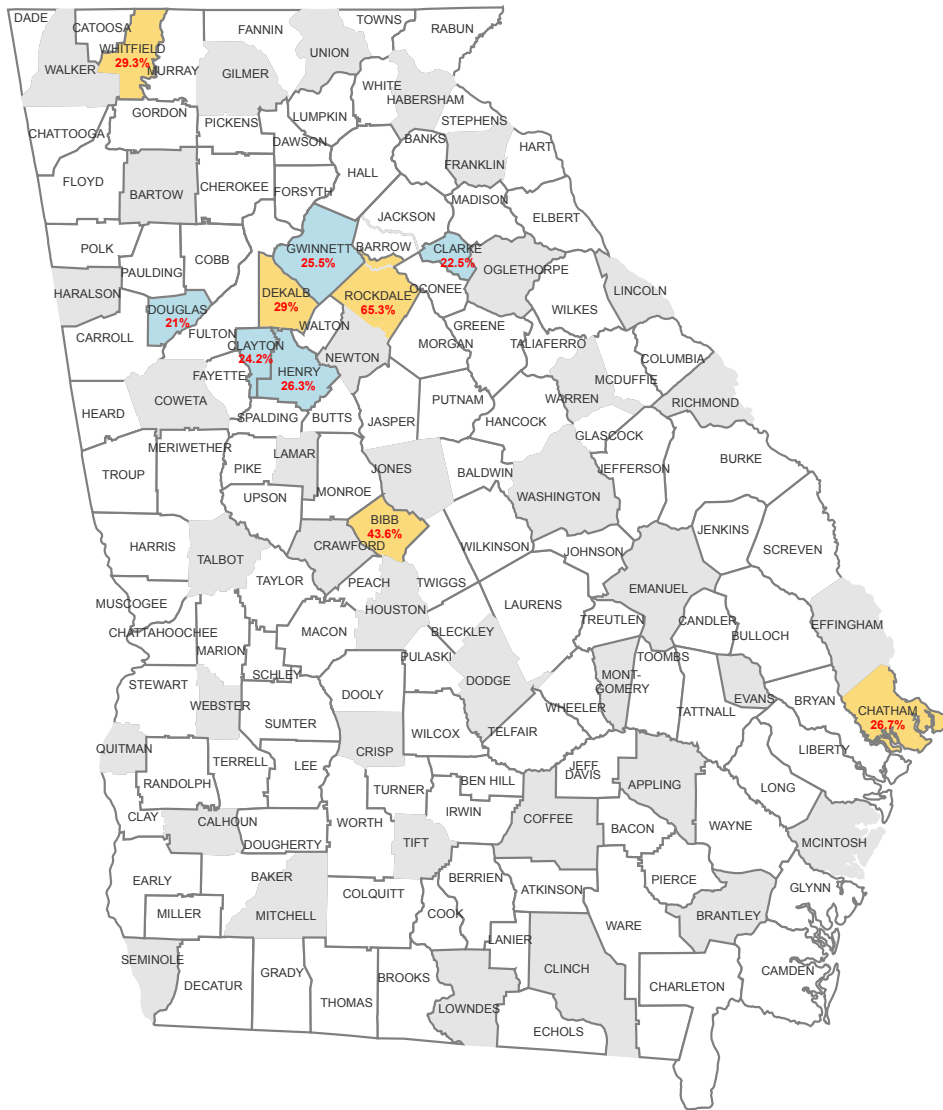 DADE
CATOOSA
WHITFIELD
29.3%
WALKER
MURRAY
FANNIN
UNION
TOWNS
RABUN
GILMER
WHITE
HABERSHAM
STEPHENS
CHATTOOGA
GORDON
PICKENS
LUMPKIN
DAWSON
BANKS
FRANKLIN
HART
FLOYD
BARTOW
CHEROKEE
FORSYTH
HALL
JACKSON
MADISON
ELBERT
POLK
PAULDING
COBB
GWINNETT
25.5%
BARROW
CLARKE
22.5%
OGLETHORPE
HARALSON
DOUGLAS
21%
DEKALB
29%
ROCKDALE
65.3%
OCONEE
WILKES
LINCOLN
CARROLL
FULTON
CLAYTON
24.2%
WALTON
GREENE
MORGAN
TALIAFERRO
COLUMBIA
FAYETTE
HENRY
26.3%
NEWTON
MCDUFFIE
COWETA
WARREN
RICHMOND
HEARD
SPALDING
BUTTS
JASPER
PUTNAM
HANCOCK
GLASCOCK
MERIWETHER
TROUP
PIKE
LAMAR
JONES
BALDWIN
JEFFERSON
BURKE
UPSON
MONROE
WASHINGTON
BIBB
43.6%
HARRIS
TALBOT
CRAWFORD
WILKINSON
JOHNSON
JENKINS
SCREVEN
TAYLOR
PEACH
TWIGGS
EMANUEL
MUSCOGEE
HOUSTON
LAURENS
TREUTLEN
CANDLER
BULLOCH
EFFINGHAM
CHATTAHOOCHEE
MARION
MACON
BLECKLEY
SCHLEY
PULASKI
TOOMBS
STEWART
WEBSTER
DOOLY
DODGE
MONT-
GOMERY
EVANS
BRYAN
CHATHAM
26.7%
SUMTER
WHEELER
TATTNALL
QUITMAN
CRISP
WILCOX
TELFAIR
LIBERTY
RANDOLPH
TERRELL
LEE
TURNER
BEN HILL
JEFF
DAVIS
APPLING
LONG
CLAY
CALHOUN
DOUGHERTY
WORTH
IRWIN
COFFEE
BACON
WAYNE
TIFT
MCINTOSH
EARLY
BAKER
COLQUITT
BERRIEN
ATKINSON
PIERCE
GLYNN
MILLER
MITCHELL
COOK
WARE
BRANTLEY
LANIER
SEMINOLE
DECATUR
GRADY
THOMAS
BROOKS
CLINCH
CHARLETON
CAMDEN
LOWNDES
ECHOLS